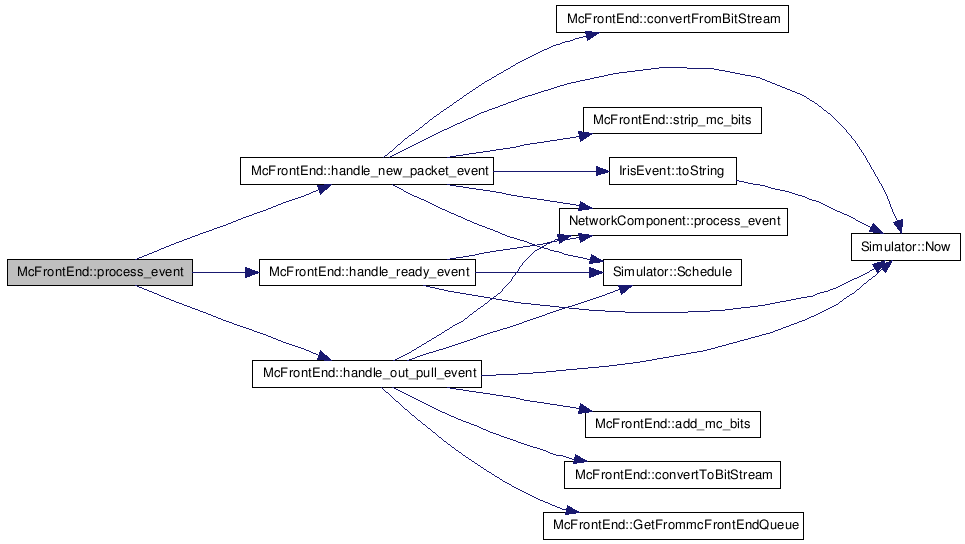 McFrontEnd::convertFromBitStream
McFrontEnd::strip_mc_bits
McFrontEnd::handle_new_packet_event
IrisEvent::toString
NetworkComponent::process_event
Simulator::Now
McFrontEnd::process_event
McFrontEnd::handle_ready_event
Simulator::Schedule
McFrontEnd::handle_out_pull_event
McFrontEnd::add_mc_bits
McFrontEnd::convertToBitStream
McFrontEnd::GetFrommcFrontEndQueue